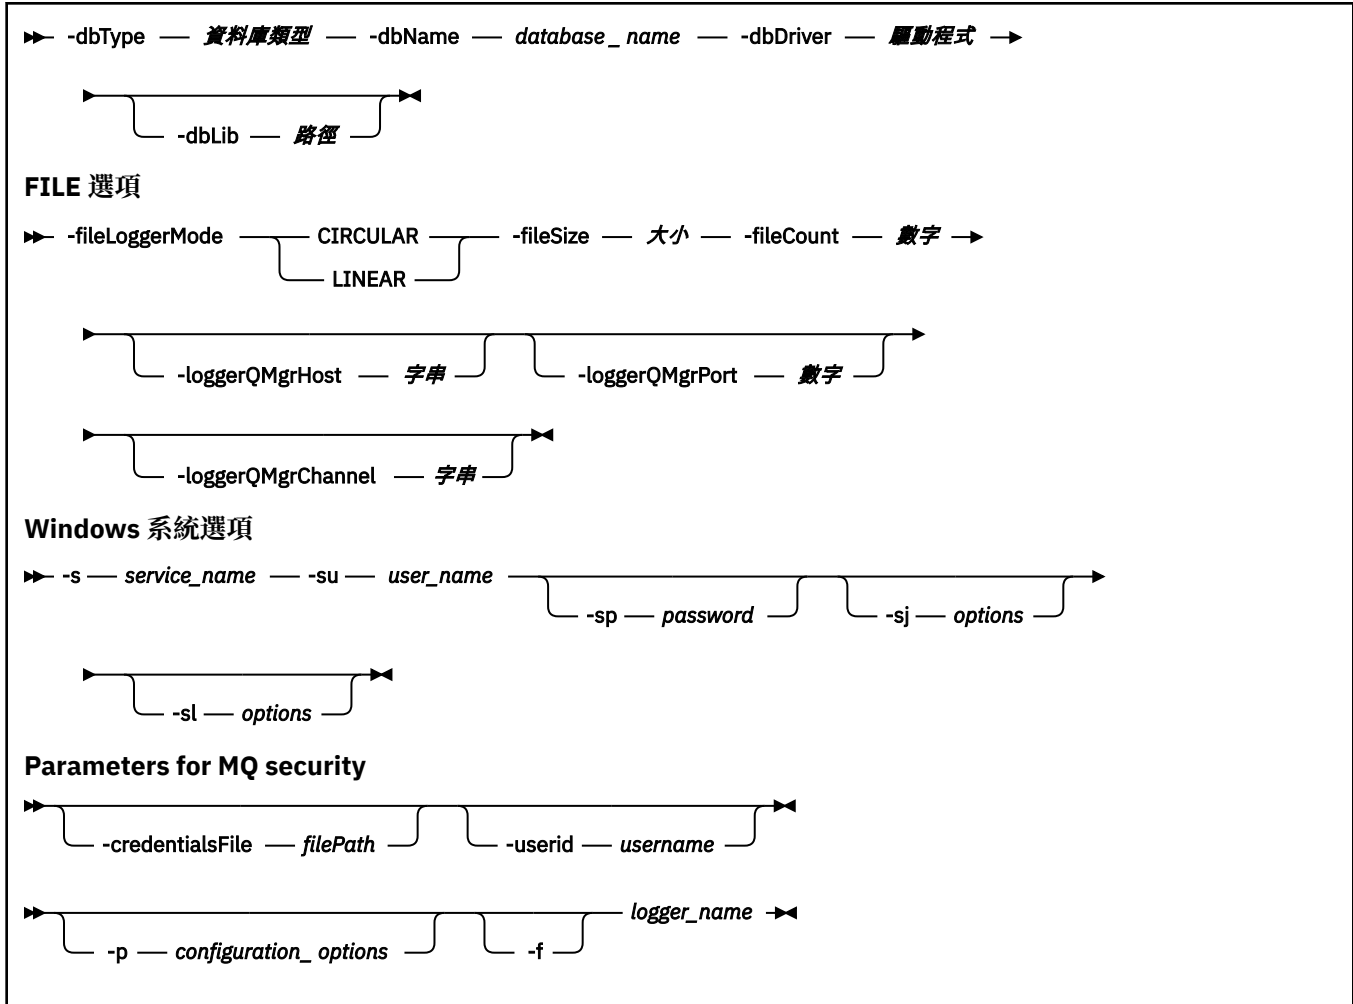 -dbType 資料庫類型 -dbName database _ name -dbDriver 驅動程式
-dbLib 路徑
FILE 選項
-fileLoggerMode CIRCULAR -fileSize 大小 -fileCount 數字
LINEAR
-loggerQMgrHost 字串 -loggerQMgrPort 數字
-loggerQMgrChannel 字串
Windows 系統選項
-s service_name -su user_name
-sp password -sj options
-sl options
Parameters for MQ security
-credentialsFile filePath -userid username
logger_name
-p configuration_ options -f